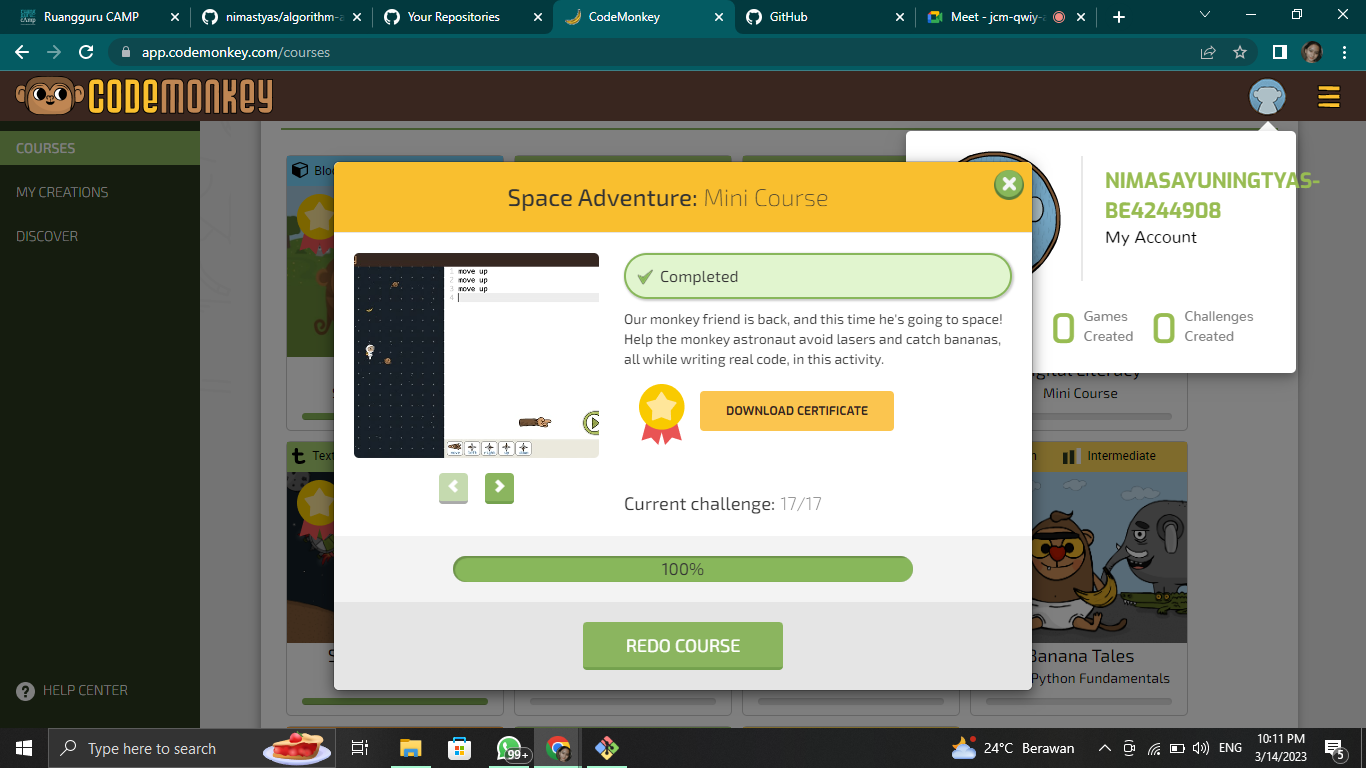 Ruangguru CAMP
nimastyas/algorithm-a
Your Repositories
CodeMonkey
GitHub
Meet - jcm-qwiy-a
app.codemonkey.com/courses
CODEMONKEY
COURSES
MY CREATIONS
DISCOVER
HELP CENTER
Bloc
NIMASAYUNINGTYAS-
BE4244908
My Account
0 Games Created
0 Challenges Created
Space Adventure: Mini Course
1 move up
2 move up
3 move up
4
Completed
Our monkey friend is back, and this time he's going to space!
Help the monkey astronaut avoid lasers and catch bananas,
all while writing real code, in this activity.
DOWNLOAD CERTIFICATE
Current challenge: 17/17
100%
REDO COURSE
Digital Literacy
Mini Course
t Text
Intermediate
Banana Tales
Python Fundamentals
Type here to search
99+
24°C Berawan
ENG
10:11 PM
3/14/2023
5